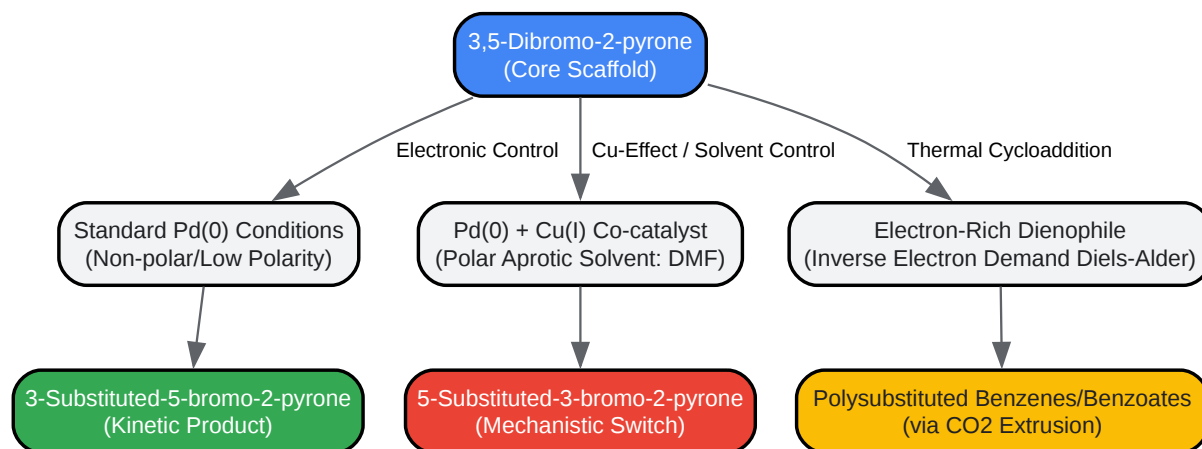 3,5-Dibromo-2-pyrone
(Core Scaffold)
Electronic Control
Cu-Effect / Solvent Control
Thermal Cycloaddition
Standard Pd(0) Conditions
(Non-polar/Low Polarity)
Pd(0) + Cu(I) Co-catalyst
(Polar Aprotic Solvent: DMF)
Electron-Rich Dienophile
(Inverse Electron Demand Diels-Alder)
3-Substituted-5-bromo-2-pyrone
(Kinetic Product)
5-Substituted-3-bromo-2-pyrone
(Mechanistic Switch)
Polysubstituted Benzenes/Benzoates
(via CO2 Extrusion)